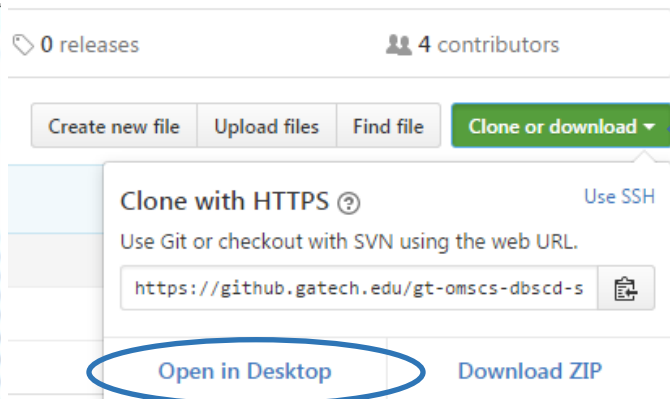 0 releases
4 contributors
Create new file
Upload files
Find file
Clone or download
Clone with HTTPS
Use SSH
Use Git or checkout with SVN using the web URL.
https://github.gatech.edu/gt-omscs-dbscd-s
Open in Desktop
Download ZIP